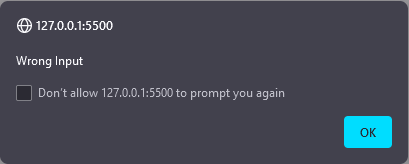 127.0.0.1:5500
Wrong Input
Don't allow 127.0.0.1:5500 to prompt you again
OK